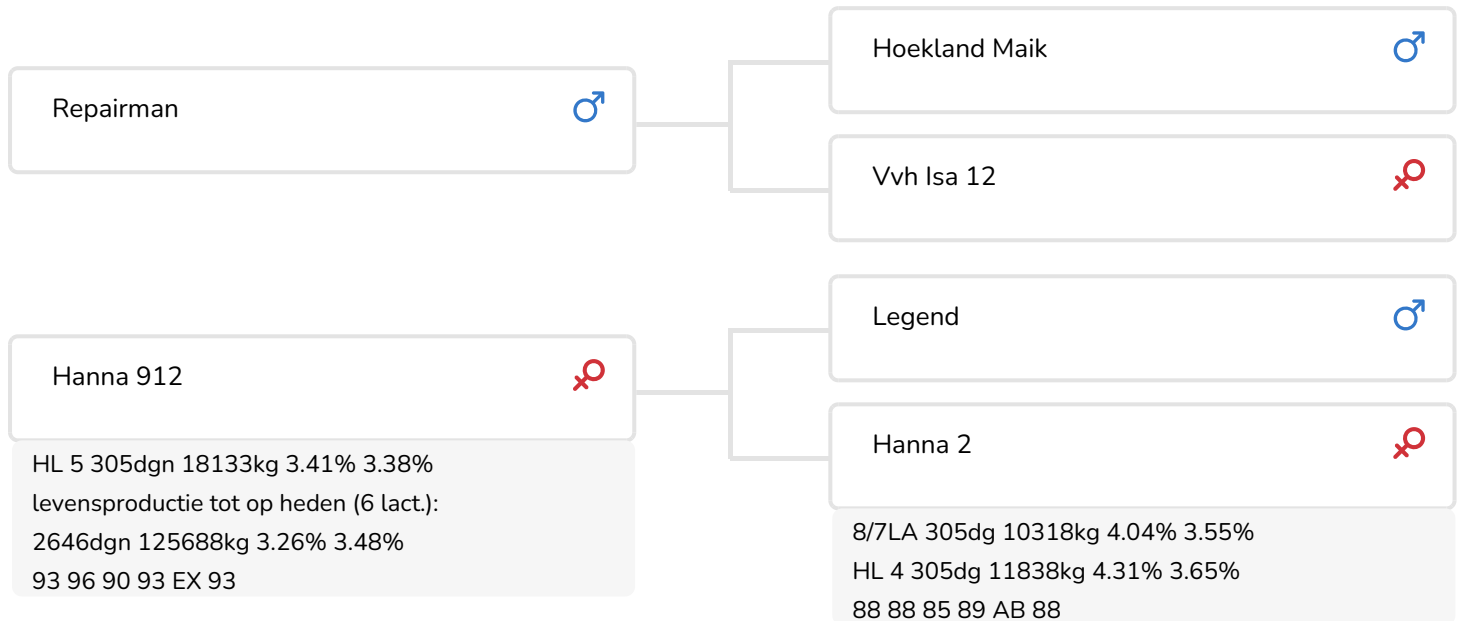 Hoekland Maik
Repairman
Vvh Isa 12
Legend
Hanna 912
HL 5 305dgn 18133kg 3.41% 3.38%
levensproductie tot op heden (6 lact.):
2646dgn 125688kg 3.26% 3.48%
93 96 90 93 EX 93
Hanna 2
8/7LA 305dg 10318kg 4.04% 3.55%
HL 4 305dg 11838kg 4.31% 3.65%
88 88 85 89 AB 88